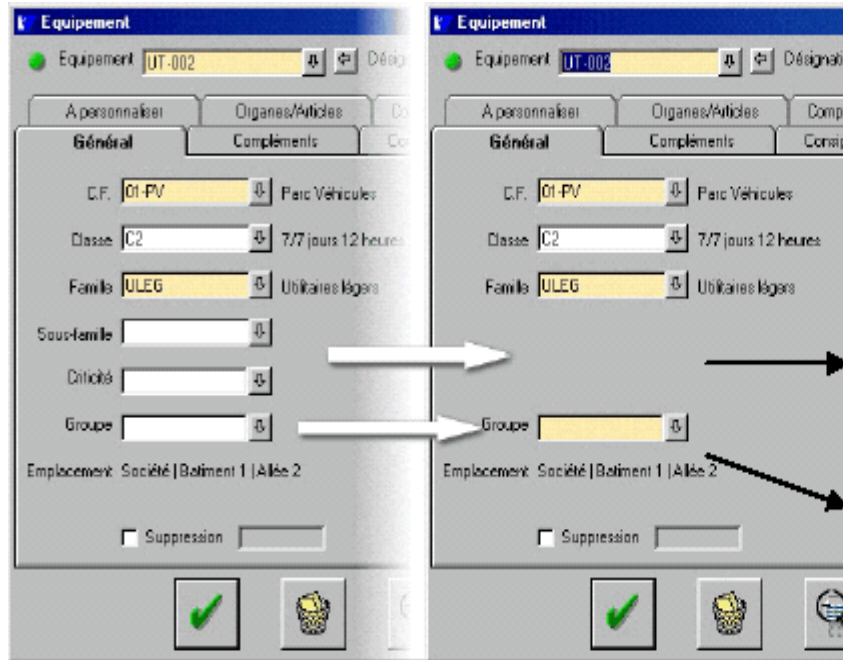 Equipement
Equipement UT-002
A personnaliser Organes/Articles
Général Compléments
C.F. 01-PV Parc Véhicules
Classe C2 7/7 jours 12 heures
Famille ULEG Utilitaires légers
Sous-famille
Criticité
Groupe
Emplacement Société | Batiment 1 | Allée 2
Suppression
Equipement
Equipement UT-002 Désignati
A personnaliser Organes/Articles Comp
Général Compléments Consig
C.F. 01-PV Parc Véhicules
Classe C2 7/7 jours 12 heures
Famille ULEG Utilitaires légers
Groupe
Emplacement Société | Batiment 1 | Allée 2
Suppression